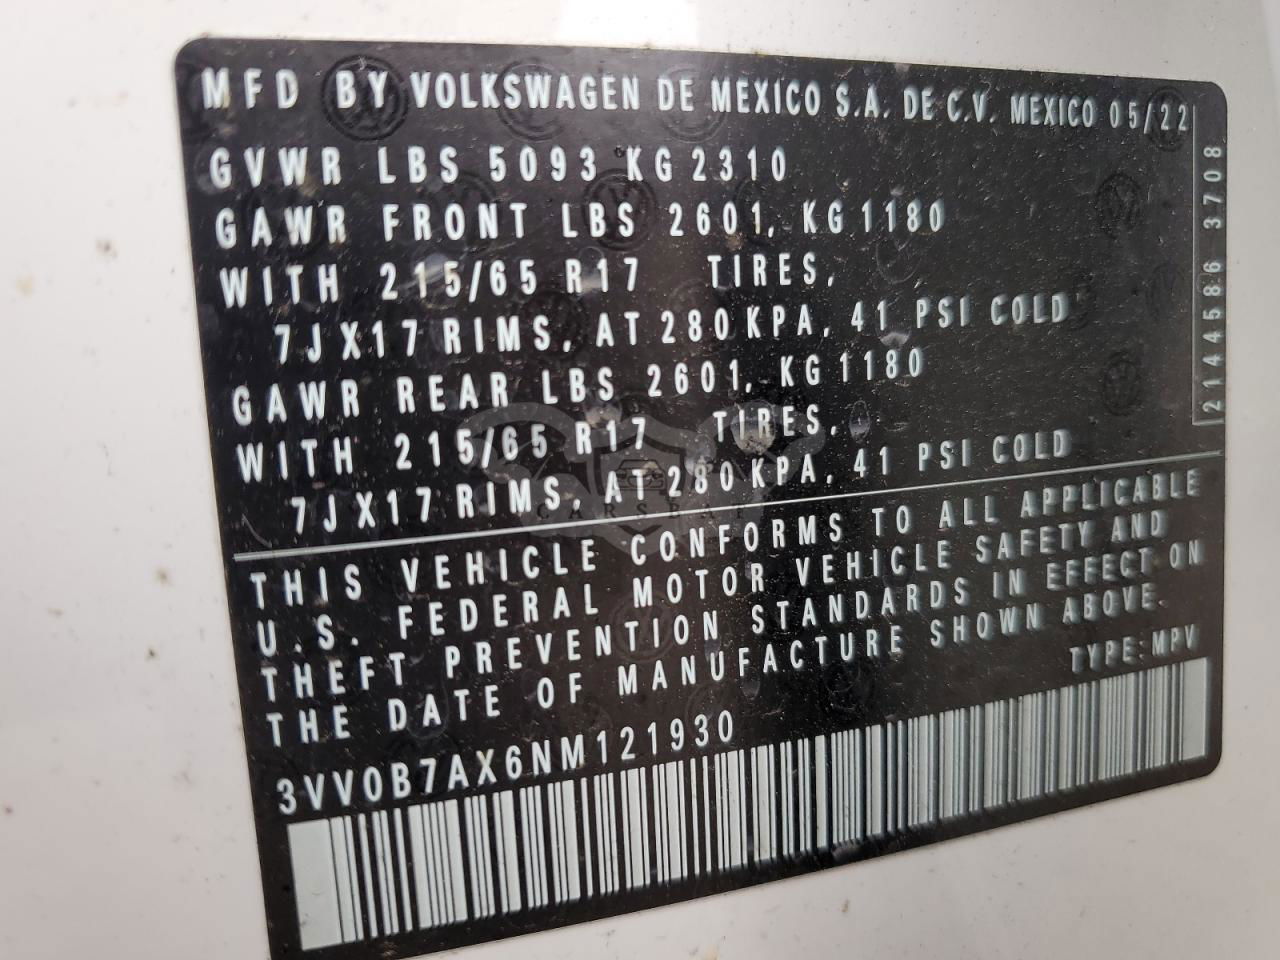 MFD BY VOLKSWAGEN DE MEXICO S.A. DE C.V. MEXICO 05/22
GVWR LBS 5093 KG 2310
GAWR FRONT LBS 2601, KG 1180
WITH 215/65 R17 TIRES,
7JX17 RIMS, AT 280 KPA, 41 PSI COLD
GAWR REAR LBS 2601, KG 1180
WITH 215/65 R17 TIRES,
7JX17 RIMS, AT 280 KPA, 41 PSI COLD
2144586 3708
THIS VEHICLE CONFORMS TO ALL APPLICABLE
U.S. FEDERAL MOTOR VEHICLE SAFETY AND
THEFT PREVENTION STANDARDS IN EFFECT ON
THE DATE OF MANUFACTURE SHOWN ABOVE.
TYPE: MPV
3VV0B7AX6NM121930